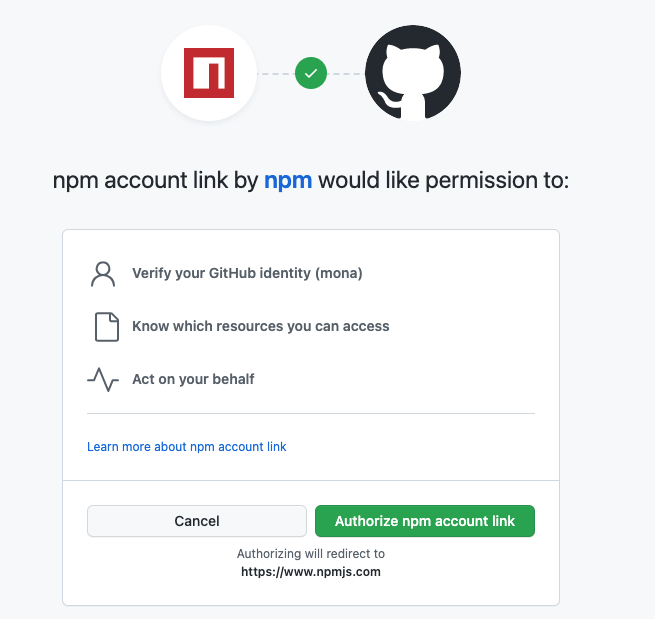 npm account link by npm would like permission to:
Verify your GitHub identity (mona)
Know which resources you can access
Act on your behalf
Learn more about npm account link
Cancel
Authorize npm account link
Authorizing will redirect to
https://www.npmjs.com